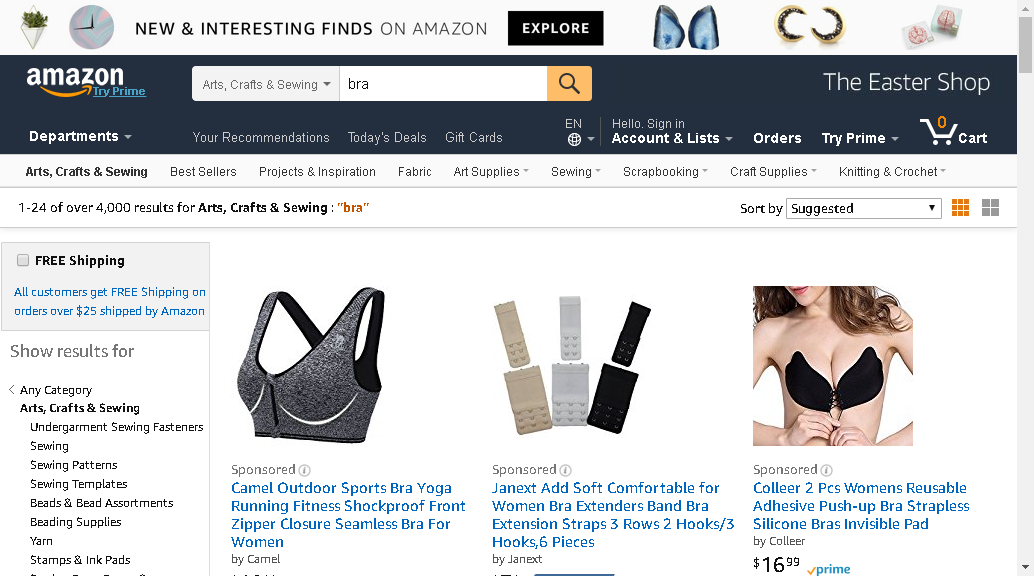 NEW & INTERESTING FINDS ON AMAZON EXPLORE
amazon
Try Prime
Arts, Crafts & Sewing bra
The Easter Shop
Departments
Your Recommendations Today's Deals Gift Cards
EN
Hello. Sign in
Account & Lists
Orders
Try Prime
0
Cart
Arts, Crafts & Sewing Best Sellers Projects & Inspiration Fabric Art Supplies Sewing Scrapbooking Craft Supplies Knitting & Crochet
1-24 of over 4,000 results for Arts, Crafts & Sewing : "bra"
Sort by Suggested
FREE Shipping
All customers get FREE Shipping on
orders over $25 shipped by Amazon
Show results for
Any Category
Arts, Crafts & Sewing
Undergarment Sewing Fasteners
Sewing
Sewing Patterns
Sewing Templates
Beads & Bead Assortments
Beading Supplies
Yarn
Stamps & Ink Pads
Sponsored
Camel Outdoor Sports Bra Yoga
Running Fitness Shockproof Front
Zipper Closure Seamless Bra For
Women
by Camel
Sponsored
Janext Add Soft Comfortable for
Women Bra Extenders Band Bra
Extension Straps 3 Rows 2 Hooks/3
Hooks,6 Pieces
by Janext
Sponsored
Colleer 2 Pcs Womens Reusable
Adhesive Push-up Bra Strapless
Silicone Bras Invisible Pad
by Colleer
$16 99 prime